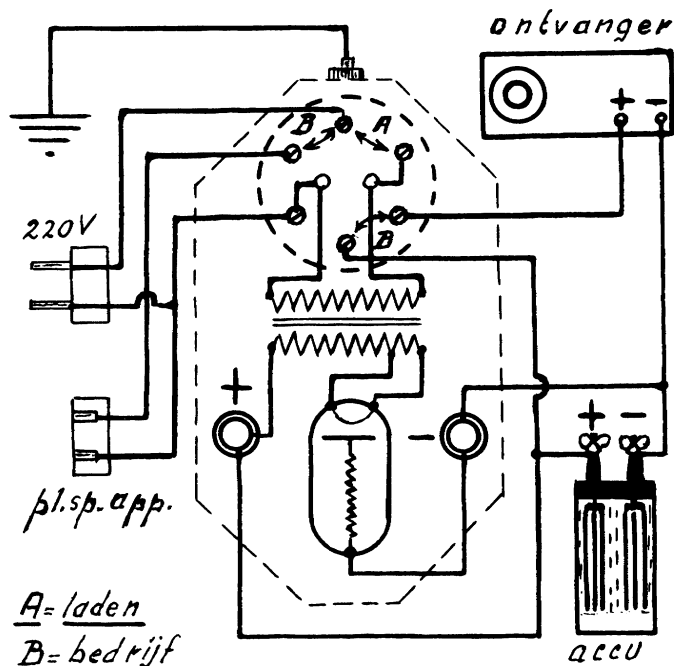 ontvanger
+ -
B A
220V
B
+ -
+ -
pl.sp.app.
A= laden
B= bedrijf
accu